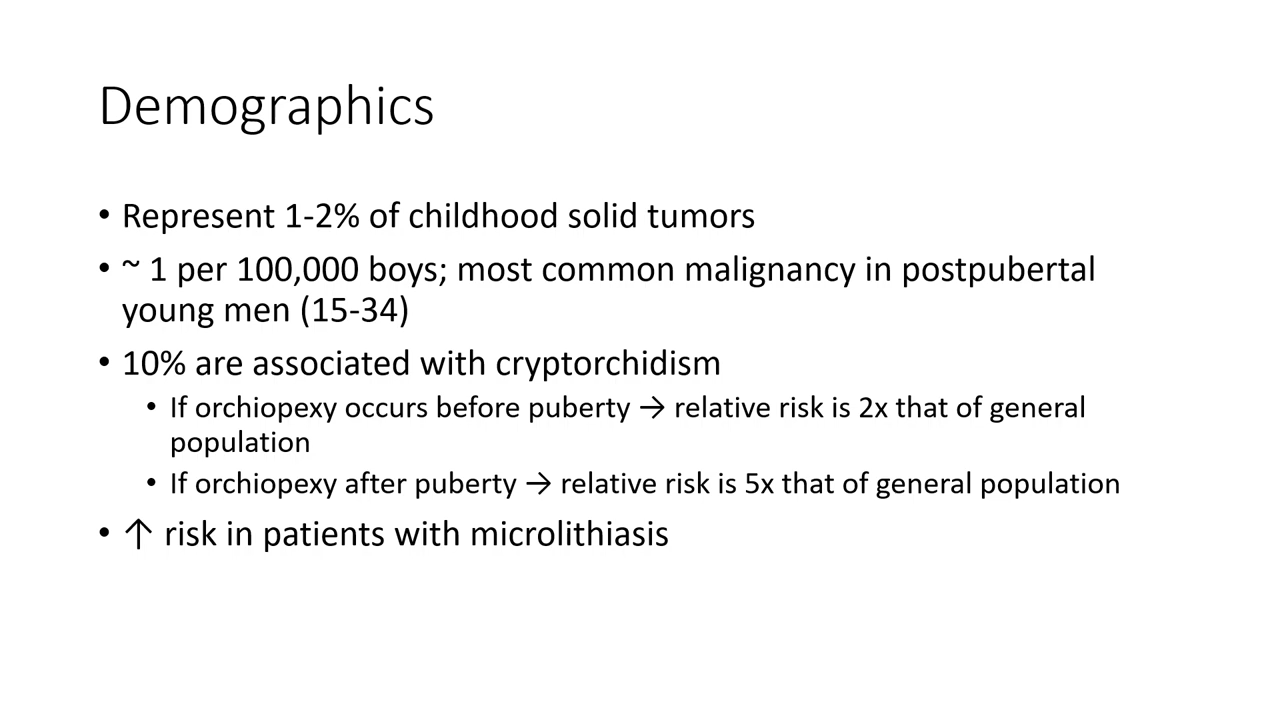 Demographics
• Represent 1-2% of childhood solid tumors
• ~ 1 per 100,000 boys; most common malignancy in postpubertal
young men (15-34)
• 10% are associated with cryptorchidism
• If orchiopexy occurs before puberty → relative risk is 2x that of general
population
• If orchiopexy after puberty → relative risk is 5x that of general population
• ↑ risk in patients with microlithiasis